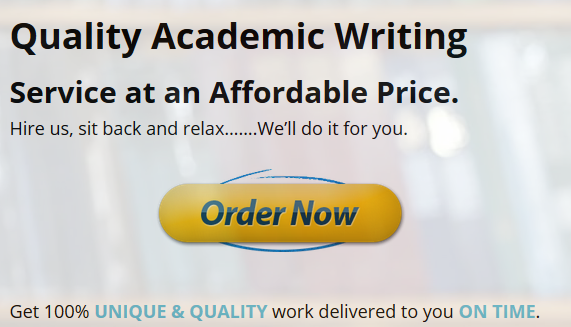 Quality Academic Writing
Service at an Affordable Price.
Hire us, sit back and relax…….We’ll do it for you.
Order Now
Get 100% UNIQUE & QUALITY work delivered to you ON TIME.